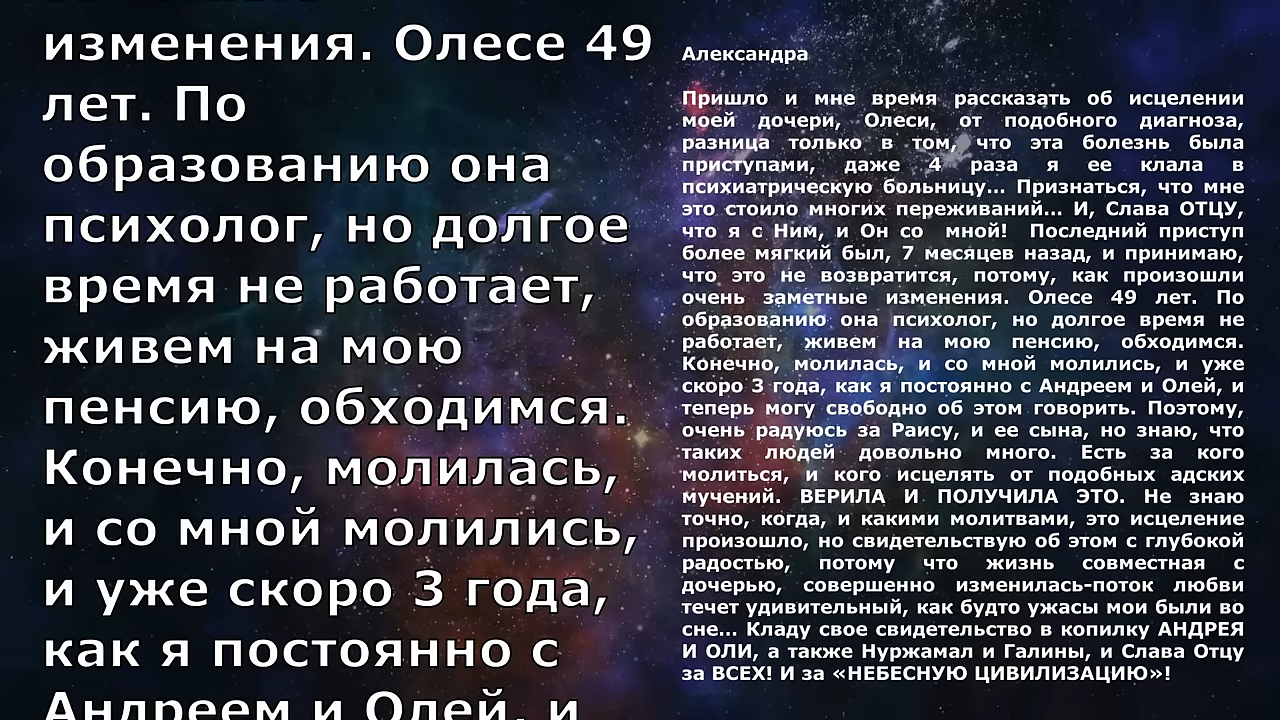 изменения. Олесе 49
лет. По
образованию она
психолог, но долгое
время не работает,
живем на мою
пенсию, обходимся.
Конечно, молилась,
и со мной молились,
и уже скоро 3 года,
как я постоянно с
Андреем и Олей, и
Александра
Пришло и мне время рассказать об исцелении
моей дочери, Олеси, от подобного диагноза,
разница только в том, что эта болезнь была
приступами, даже 4 раза я ее клала в
психиатрическую больницу... Признаться, что мне
это стоило многих переживаний... И, Слава ОТЦУ,
что я с Ним, и Он со мной! Последний приступ
более мягкий был, 7 месяцев назад, и принимаю,
что это не возвратится, потому, как произошли
очень заметные изменения. Олесе 49 лет. По
образованию она психолог, но долгое время не
работает, живем на мою пенсию, обходимся.
Конечно, молилась, и со мной молились, и уже
скоро 3 года, как я постоянно с Андреем и Олей, и
теперь могу свободно об этом говорить. Поэтому,
очень радуюсь за Раису, и ее сына, но знаю, что
таких людей довольно много. Есть за кого
молиться, и кого исцелять от подобных адских
мучений. ВЕРИЛА И ПОЛУЧИЛА ЭТО. Не знаю
точно, когда, и какими молитвами, это исцеление
произошло, но свидетельствую об этом с глубокой
радостью, потому что жизнь совместная с
дочерью, совершенно изменилась-поток любви
течет удивительный, как будто ужасы мои были во
сне... Кладу свое свидетельство в копилку АНДРЕЯ
И ОЛИ, а также Нуржамал и Галины, и Слава Отцу
за ВСЕХ! И за «НЕБЕСНУЮ ЦИВИЛИЗАЦИЮ»!